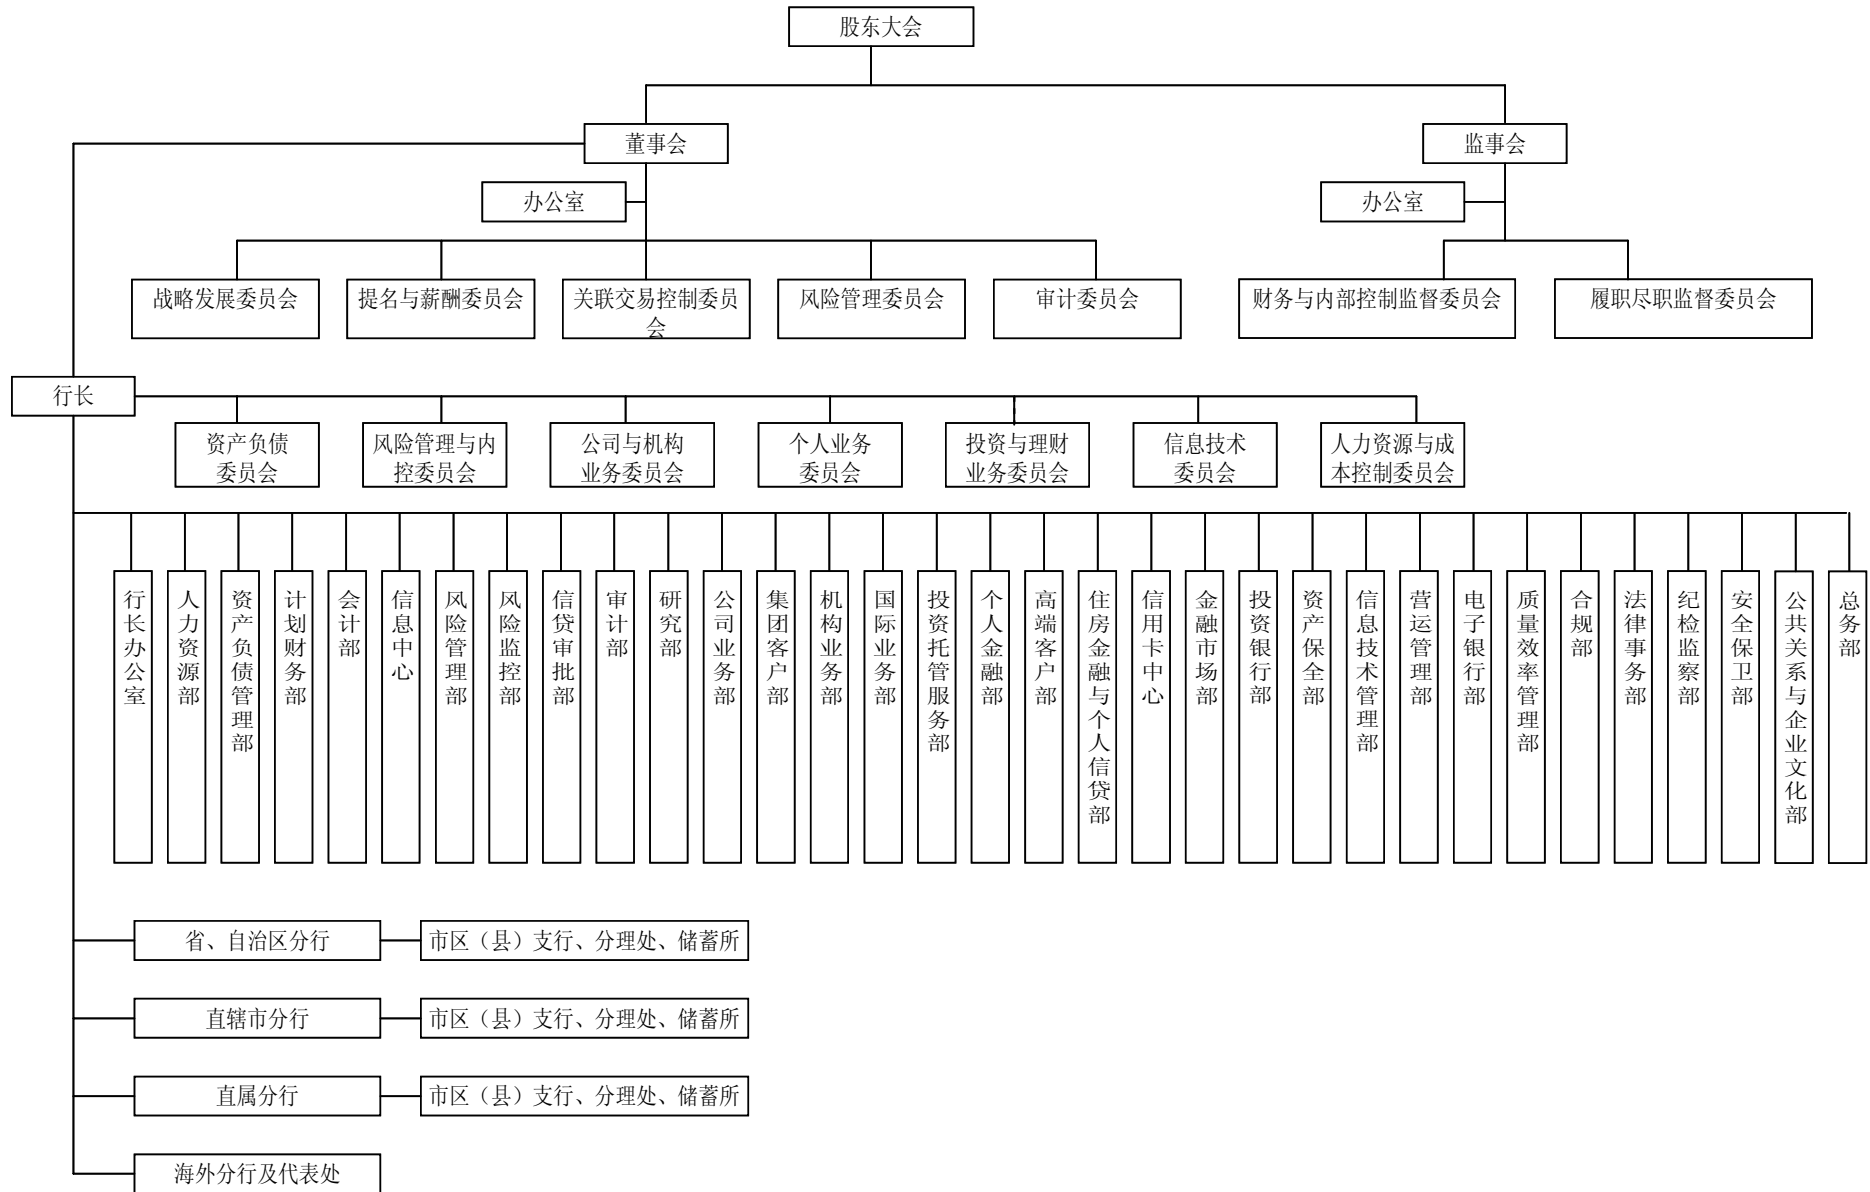 股东大会
董事会
监事会
办公室
办公室
战略发展委员会
提名与薪酬委员会
关联交易控制委员
会
风险管理委员会
审计委员会
财务与内部控制监督委员会
履职尽职监督委员会
行长
资产负债
委员会
风险管理与内
控委员会
公司与机构
业务委员会
个人业务
委员会
投资与理财
业务委员会
信息技术
委员会
人力资源与成
本控制委员会
行长办公室
人力资源部
资产负债管理部
计划财务部
会计部
信息中心
风险管理部
风险监控部
信贷审批部
审计部
研究部
公司业务部
集团客户部
机构业务部
国际业务部
投资托管服务部
个人金融部
高端客户部
住房金融与个人信贷部
信用卡中心
金融市场部
投资银行部
资产保全部
信息技术管理部
营运管理部
电子银行部
质量效率管理部
合规部
法律事务部
纪检监察部
安全保卫部
公共关系与企业文化部
总务部
省、自治区分行
市区（县）支行、分理处、储蓄所
直辖市分行
市区（县）支行、分理处、储蓄所
直属分行
市区（县）支行、分理处、储蓄所
海外分行及代表处